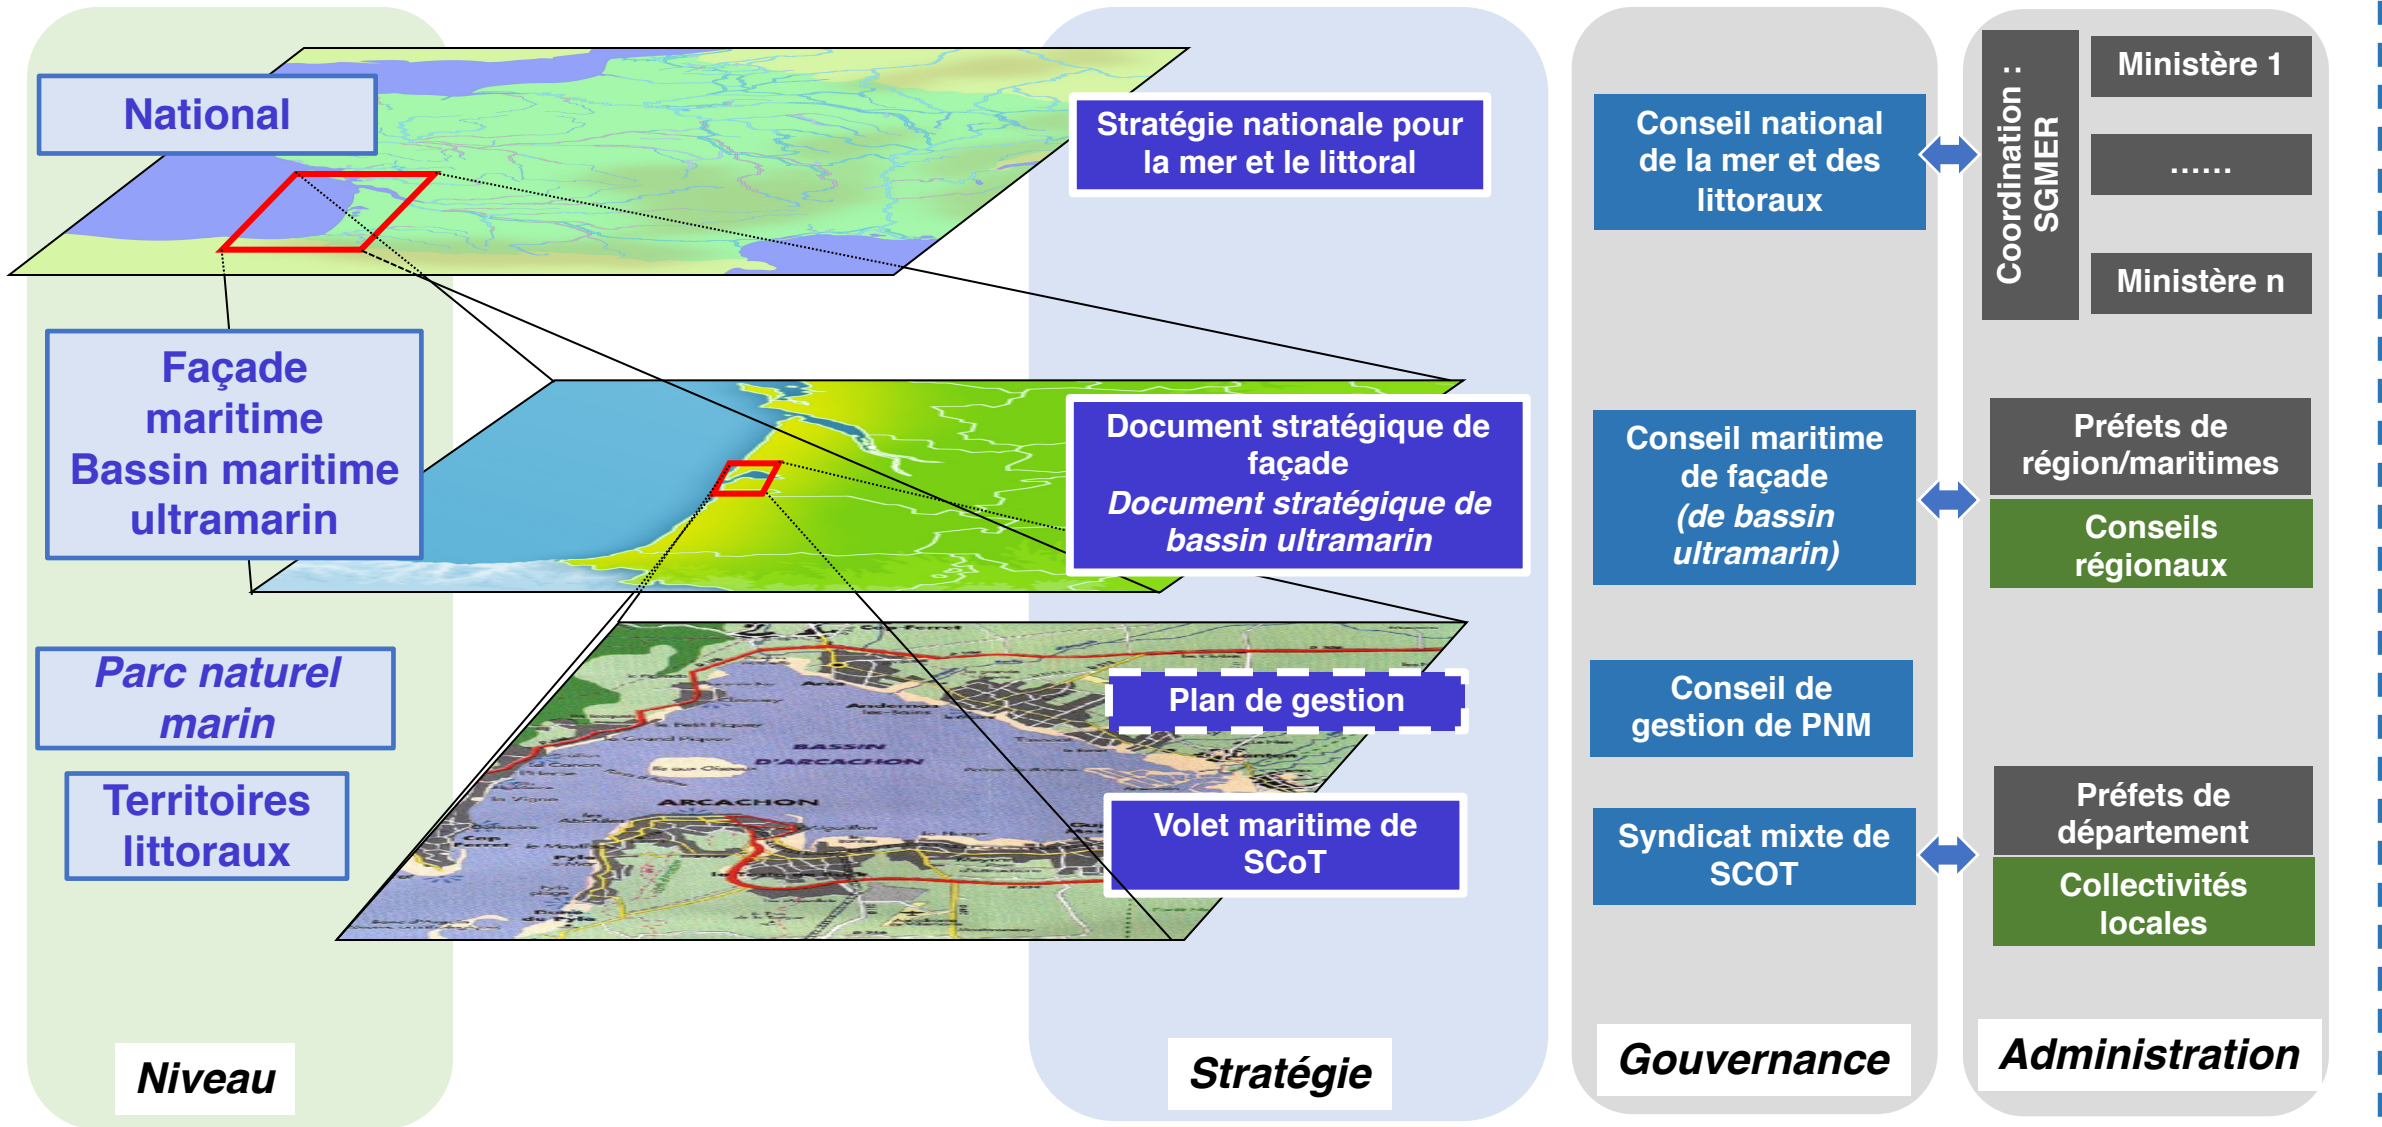 National
Stratégie nationale pour
la mer et le littoral
Conseil national
de la mer et des
littoraux
Coordination :
SGMER
Ministère 1
......
Ministère n
Façade
maritime
Bassin maritime
ultramarin
Document stratégique de
façade
Document stratégique de
bassin ultramarin
Conseil maritime
de façade
(de bassin
ultramarin)
Préfets de
région/maritimes
Conseils
régionaux
Parc naturel
marin
Plan de gestion
Conseil de
gestion de PNM
BASSIN
D'ARCACHON
ARCACHON
Territoires
littoraux
Volet maritime de
SCoT
Syndicat mixte de
SCOT
Préfets de
département
Collectivités
locales
Niveau
Stratégie
Gouvernance
Administration